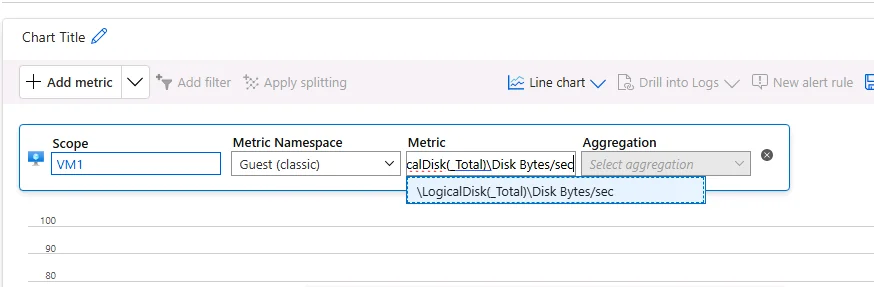 Chart Title
Add metric Add filter Apply splitting Line chart Drill into Logs New alert rule
Scope Metric Namespace Metric Aggregation
VM1 Guest (classic) calDisk(_Total)\Disk Bytes/sec Select aggregation
\LogicalDisk(_Total)\Disk Bytes/sec
100
90
80